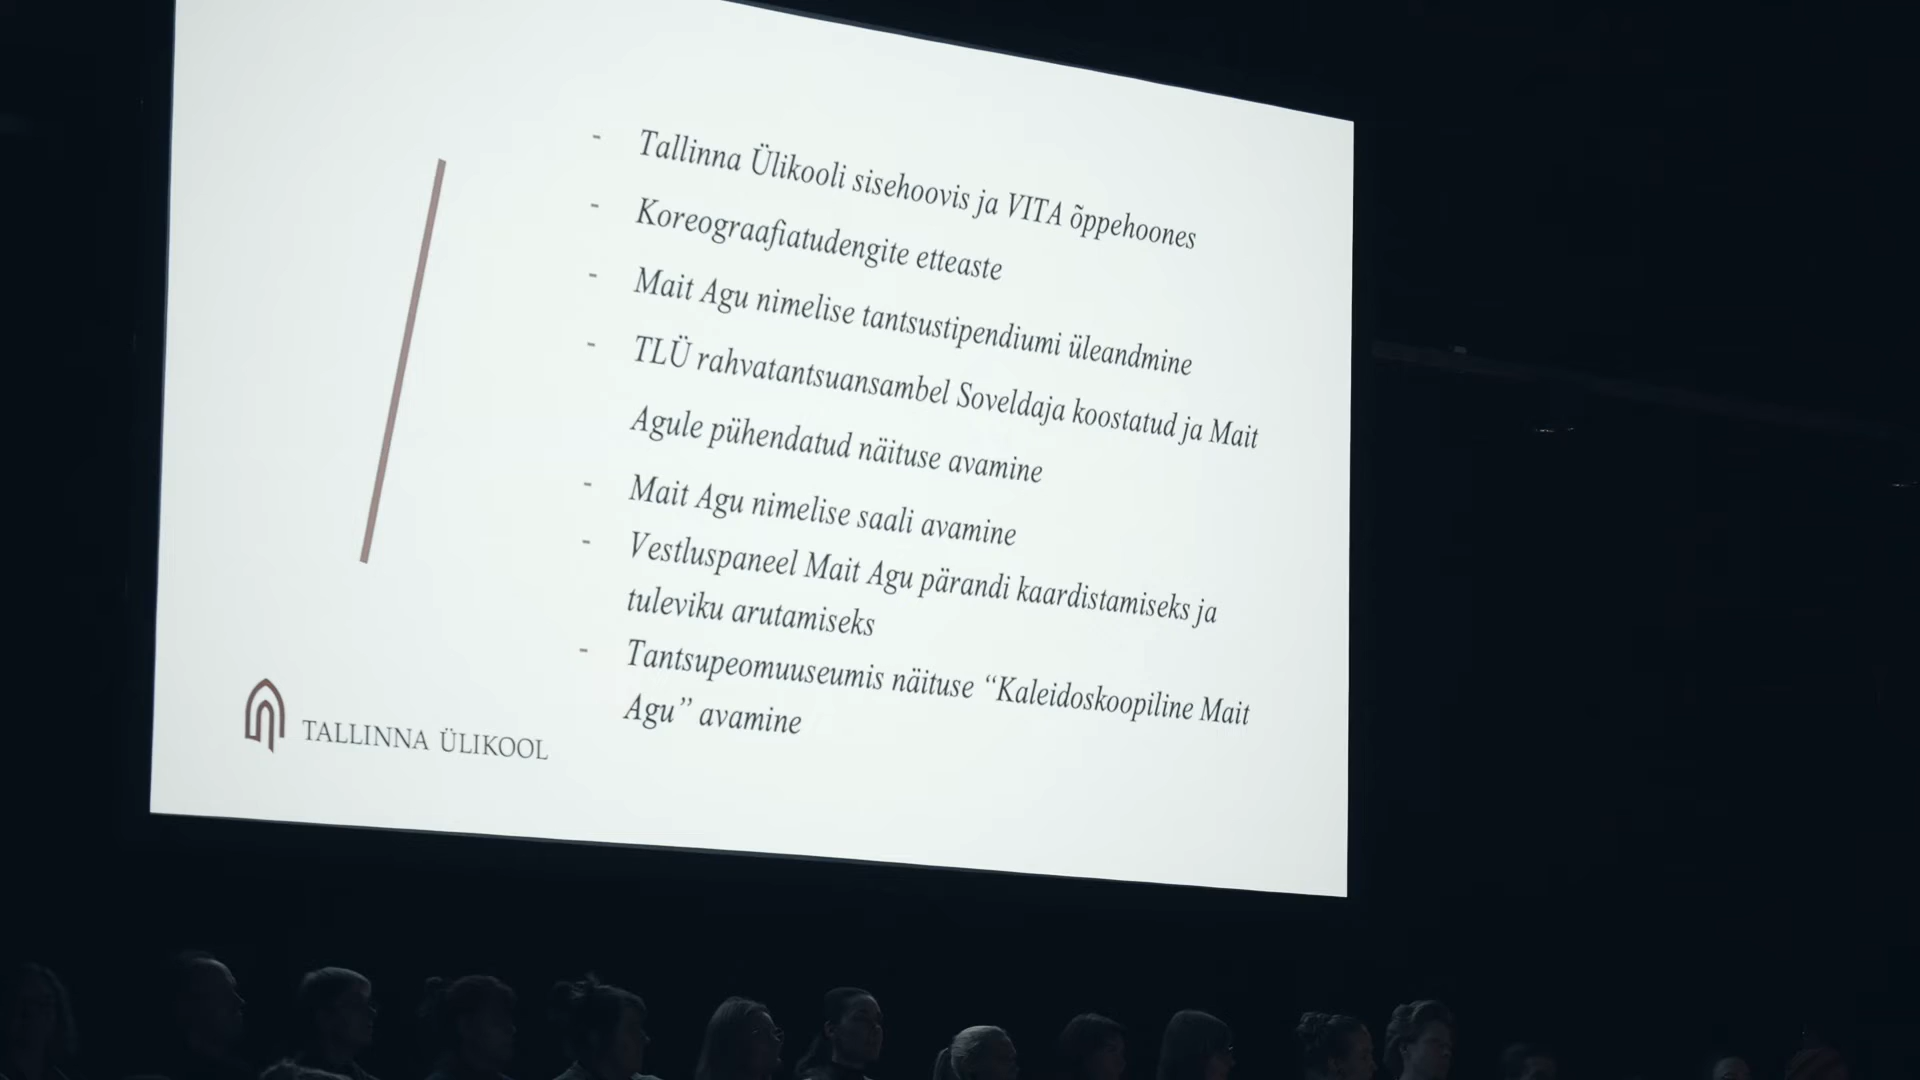 - Tallinna Ülikooli sisehoovis ja VITA õppehoones
- Koreograafiatudengite etteaste
- Mait Agu nimelise tantsustipendiumi üleandmine
- TLÜ rahvatantsuansambel Soveldaja koostatud ja Mait
Agule pühendatud näituse avamine
- Mait Agu nimelise saali avamine
- Vestluspaneel Mait Agu pärandi kaardistamiseks ja
tuleviku arutamiseks
- Tantsupeomuuseumis näituse “Kaleidoskoopiline Mait
Agu” avamine
TALLINNA ÜLIKOOL